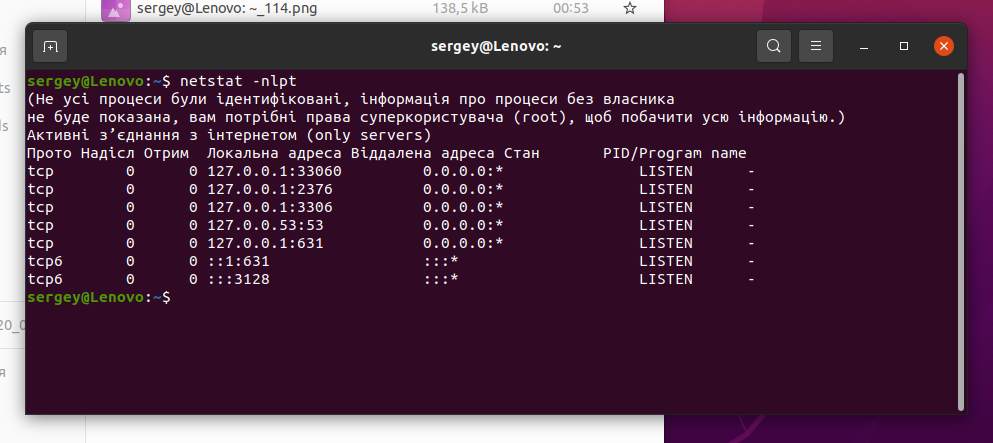 sergey@Lenovo: ~_114.png 138,5 kB 00:53
я
ts
ds
20_0
я
sergey@Lenovo: ~
sergey@Lenovo:~$ netstat -nlpt
(Не усі процеси були ідентифіковані, інформація про процеси без власника
не буде показана, вам потрібні права суперкористувача (root), щоб побачити усю інформацію.)
Активні з’єднання з інтернетом (only servers)
Прото Надісл Отрим Локальна адреса Віддалена адреса Стан PID/Program name
tcp 0 0 127.0.0.1:33060 0.0.0.0:* LISTEN -
tcp 0 0 127.0.0.1:2376 0.0.0.0:* LISTEN -
tcp 0 0 127.0.0.1:3306 0.0.0.0:* LISTEN -
tcp 0 0 127.0.0.53:53 0.0.0.0:* LISTEN -
tcp 0 0 127.0.0.1:631 0.0.0.0:* LISTEN -
tcp6 0 0 ::1:631 :::* LISTEN -
tcp6 0 0 :::3128 :::* LISTEN -
sergey@Lenovo:~$